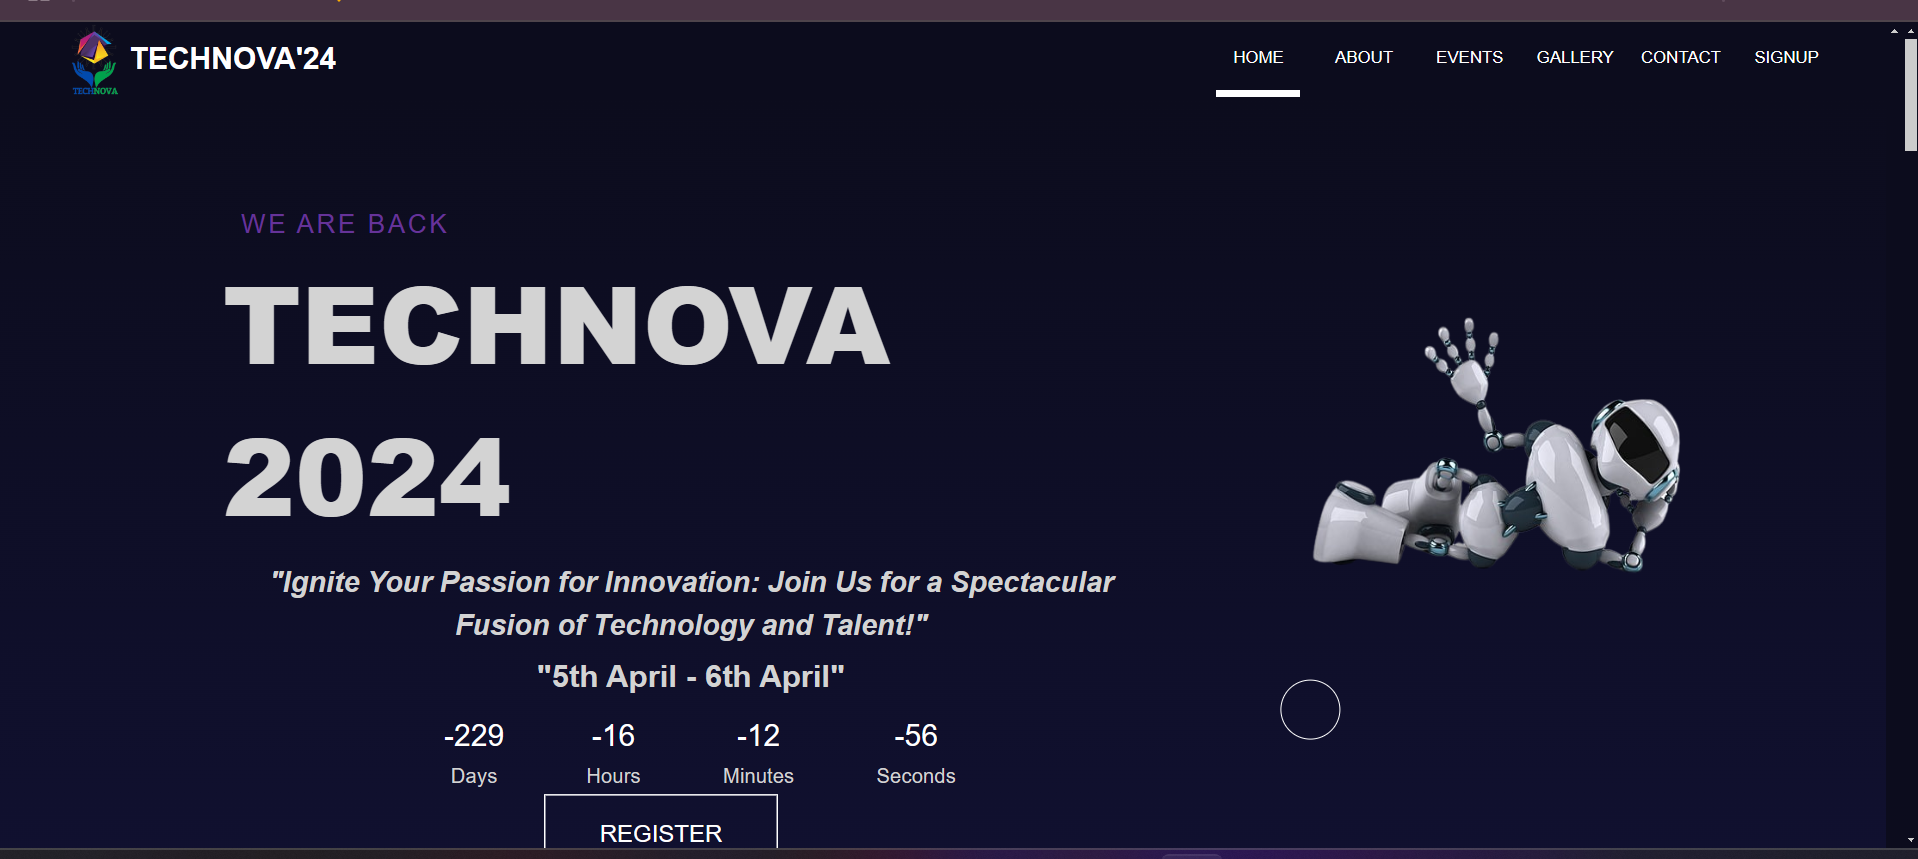 TECHNOVA
TECHNOVA'24
HOME
ABOUT
EVENTS
GALLERY
CONTACT
SIGNUP
WE ARE BACK
TECHNOVA
2024
"Ignite Your Passion for Innovation: Join Us for a Spectacular
Fusion of Technology and Talent!"
"5th April - 6th April"
-229
-16
-12
-56
Days
Hours
Minutes
Seconds
REGISTER